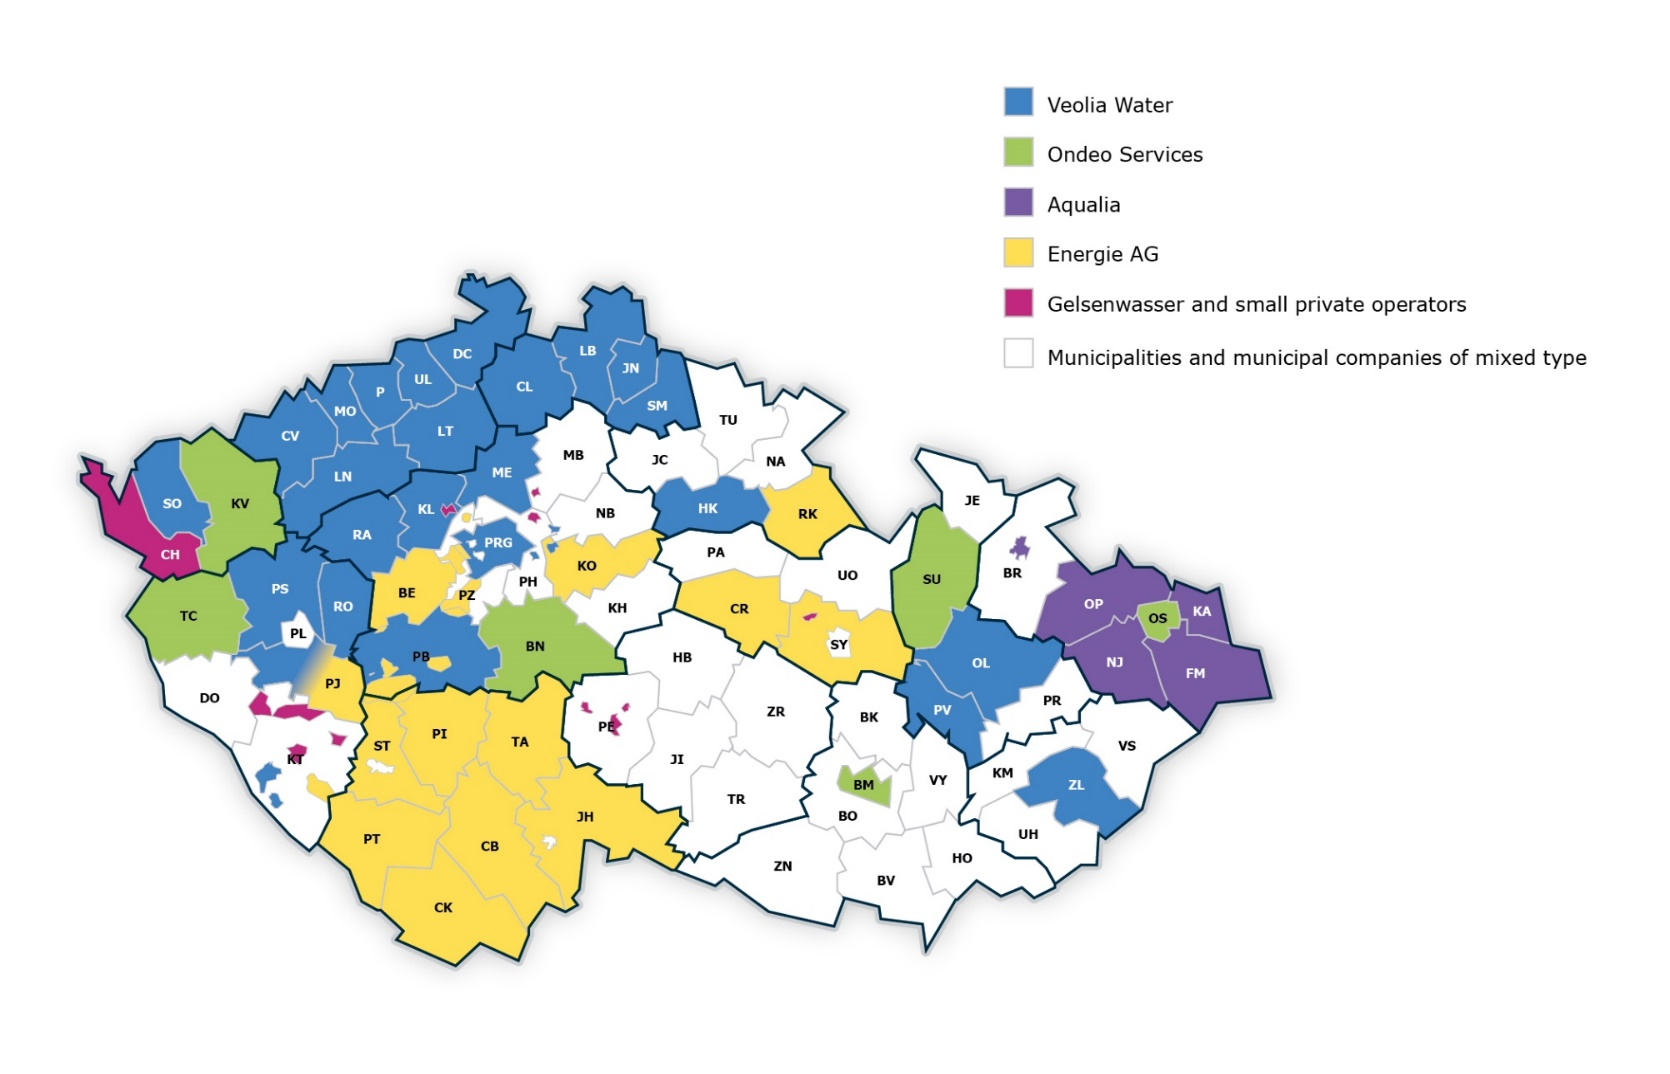 Veolia Water
Ondeo Services
Aqualia
Energie AG
Gelsenwasser and small private operators
Municipalities and municipal companies of mixed type
DC
LB
JN
UL
CL
P
MO
SM
TU
CV
LT
MB
JC
NA
LN
ME
SO
KV
KL
NB
HK
RK
JE
RA
PRG
CH
PA
BR
KO
UO
SU
PS
PH
BE
PZ
RO
KH
CR
OP
KA
TC
OS
PL
BN
SY
PB
HB
OL
NJ
FM
PJ
DO
PR
PE
ZR
BK
PV
PI
ST
TA
VS
KT
JI
KM
VY
BM
ZL
TR
JH
BO
UH
PT
CB
HO
ZN
BV
CK